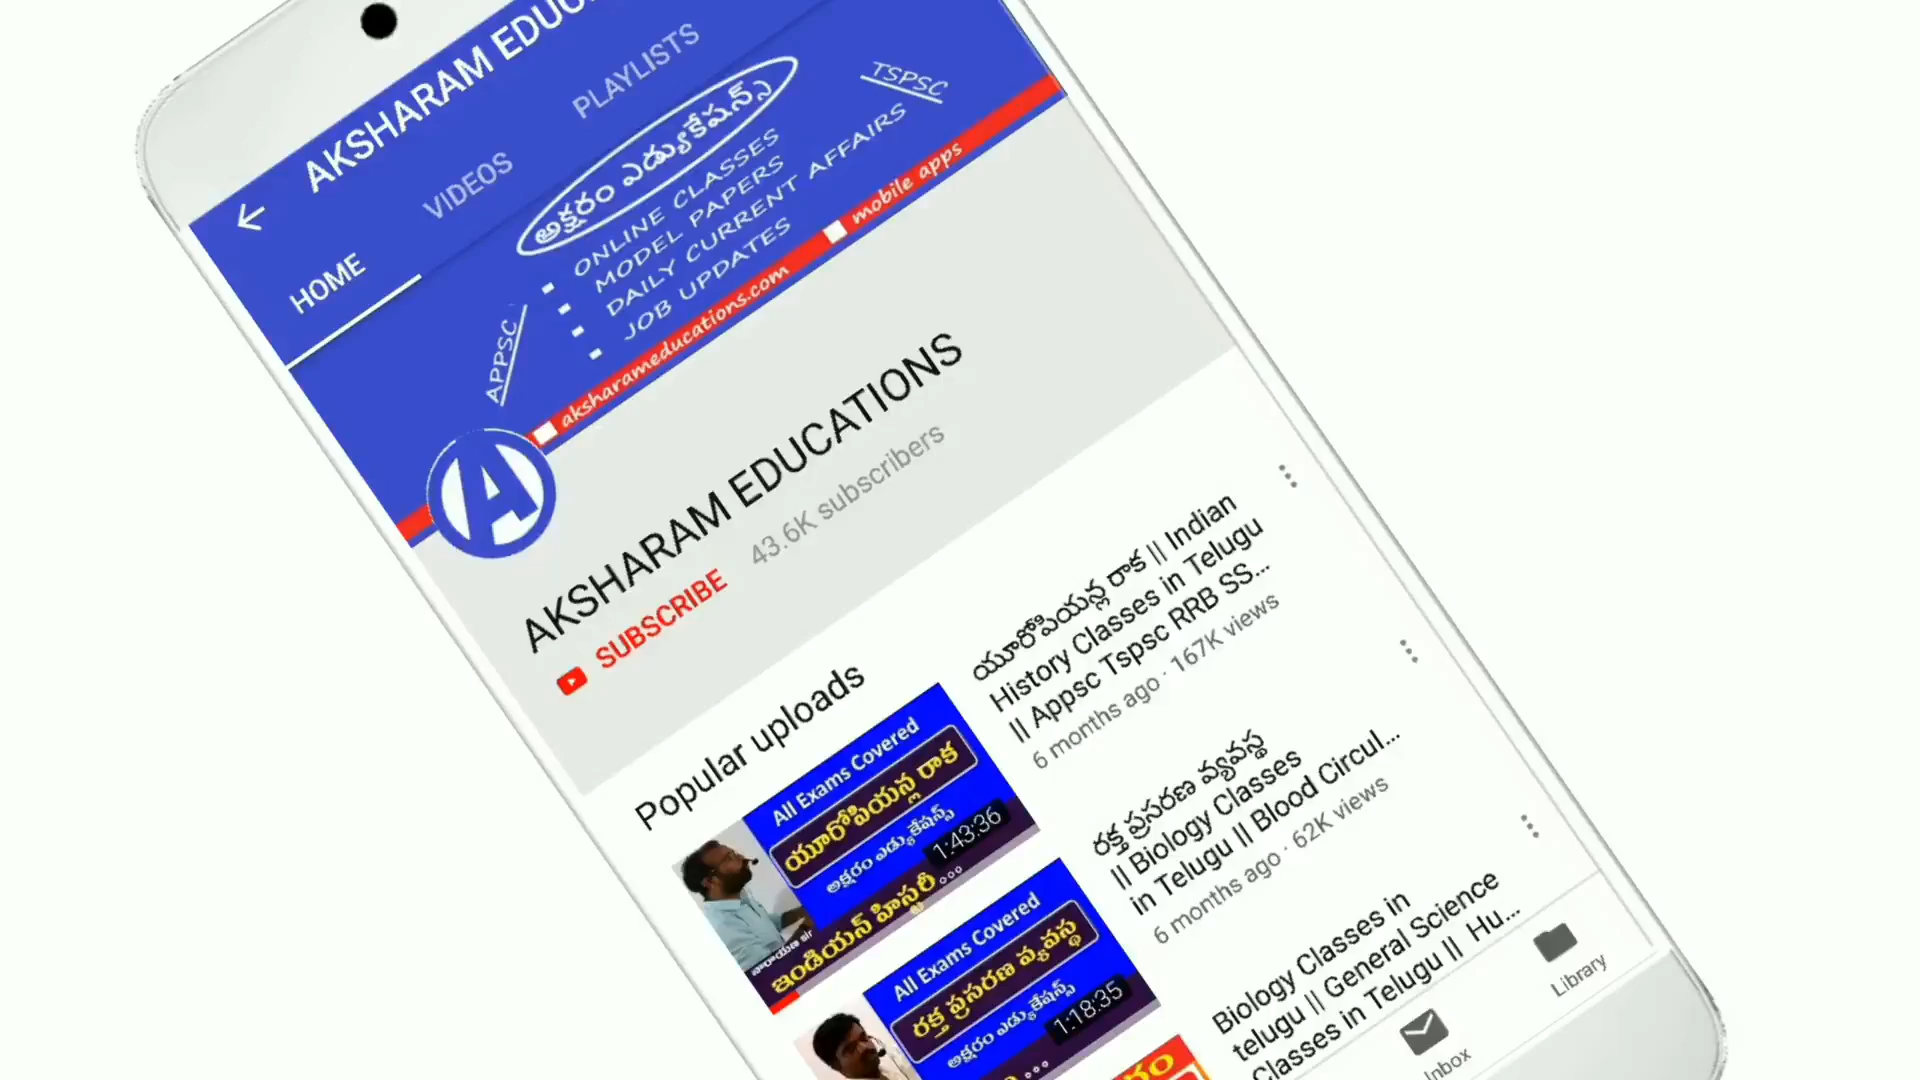 AKSHARAM EDUC
HOME
VIDEOS
PLAYLISTS
అక్షరం ఎడ్యుకేషన్స్
ONLINE CLASSES
MODEL PAPERS
DAILY CURRENT AFFAIRS
JOB UPDATES
APPSC
TSPSC
aksharameducations.com
mobile apps
A
AKSHARAM EDUCATIONS
SUBSCRIBE 43.6K subscribers
Popular uploads
All Exams Covered
యూరోపియన్ల రాక
అక్షరం ఎడ్యుకేషన్స్
1:43:36
నారాయణ sir
ఇండియన్ హిస్టరీ...
యూరోపియన్ల రాక || Indian
History Classes in Telugu
|| Appsc Tspsc RRB SS...
6 months ago · 167K views
All Exams Covered
రక్త ప్రసరణ వ్యవస్థ
అక్షరం ఎడ్యుకేషన్స్
1:18:35
రక్త ప్రసరణ వ్యవస్థ
|| Biology Classes
in Telugu || Blood Circul...
6 months ago · 62K views
Biology Classes in
telugu || General Science
Classes in Telugu || Hu...
Inbox
Library